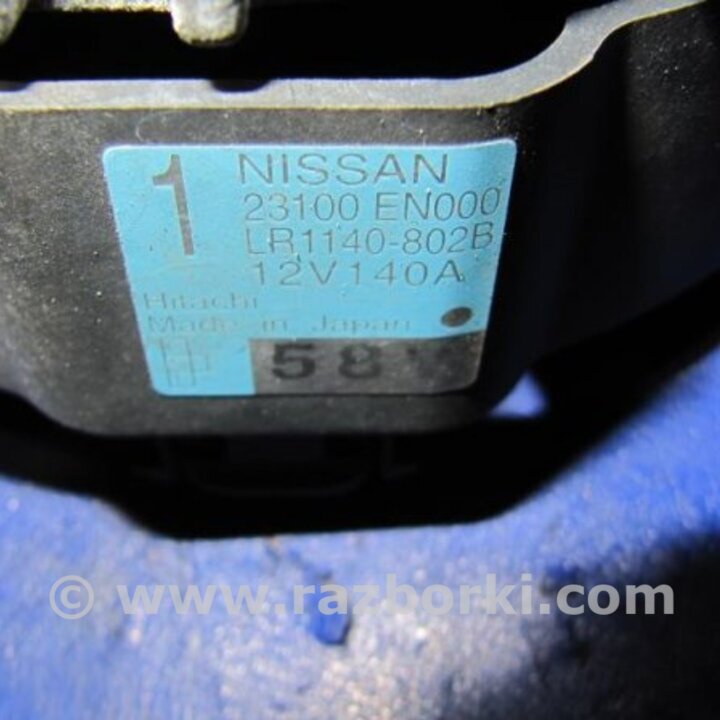 1
NISSAN
23100 EN000
LR1140-802B
12V140A
Hitachi
Made in Japan
58
© www.razborki.com